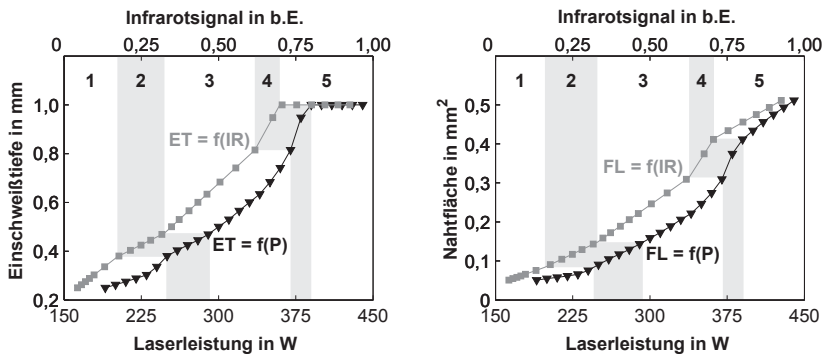 Infrarotsignal in b.E.
0 0,25 0,50 0,75 1,00
1 2 3 4 5
1,0
0,8
0,6
0,4
0,2
Einschweißtiefe in mm
ET = f(IR)
ET = f(P)
150 225 300 375 450
Laserleistung in W
Infrarotsignal in b.E.
0 0,25 0,50 0,75 1,00
1 2 3 4 5
0,5
0,4
0,3
0,2
0,1
0
Nahtfläche in mm²
FL = f(IR)
FL = f(P)
150 225 300 375 450
Laserleistung in W